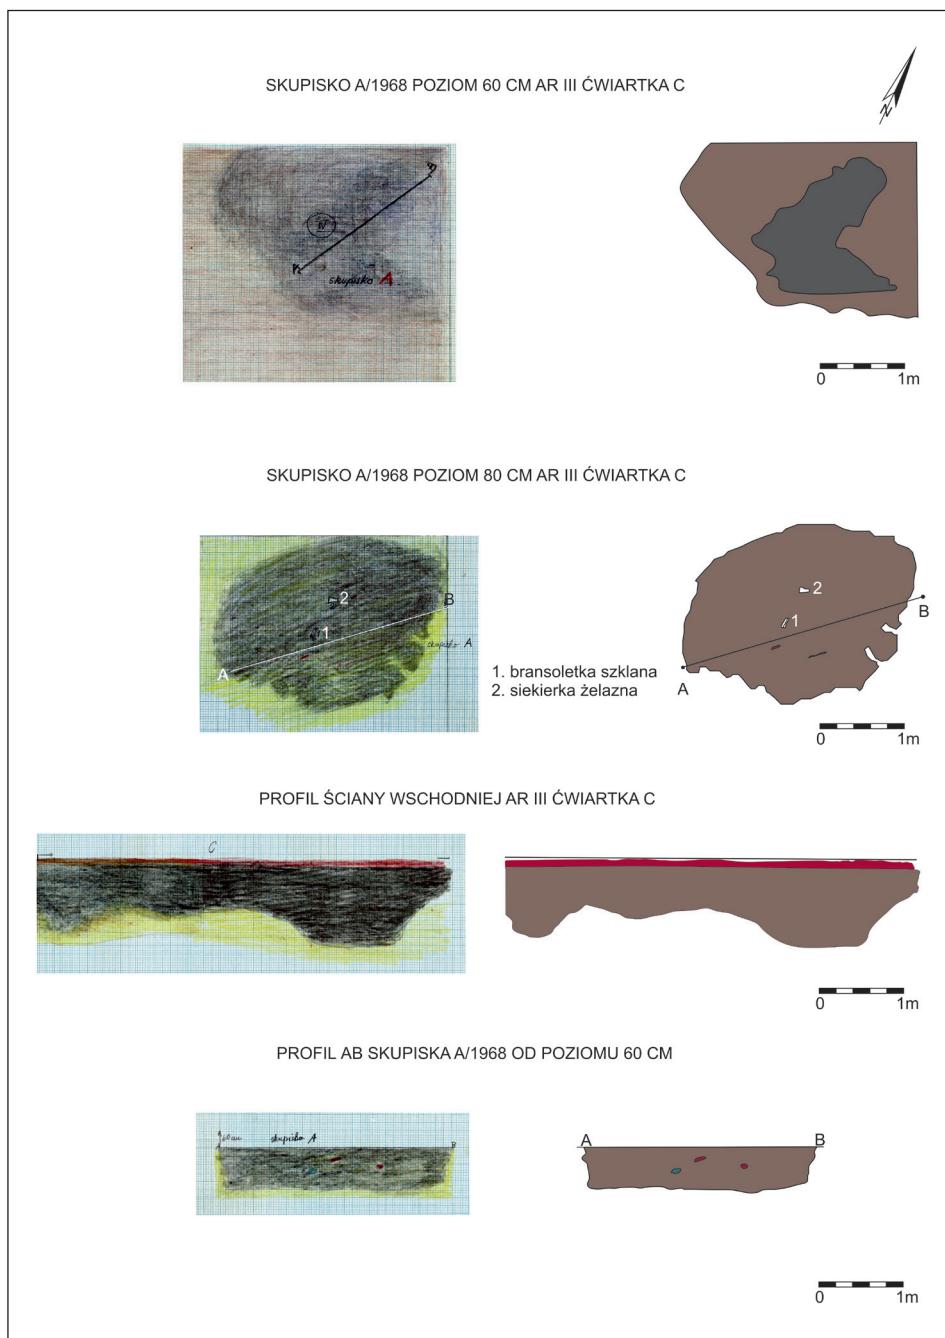 SKUPISKO A/1968 POZIOM 60 CM AR III ĆWIARTKA C
N
B
IV
A
skupisko A
0 1m
SKUPISKO A/1968 POZIOM 80 CM AR III ĆWIARTKA C
2
B
1
skupisko A
A
1. bransoletka szklana
2. siekierka żelazna
2
B
1
A
0 1m
PROFIL ŚCIANY WSCHODNIEJ AR III ĆWIARTKA C
C
0 1m
PROFIL AB SKUPISKA A/1968 OD POZIOMU 60 CM
skupisko A
A
B
A
B
0 1m